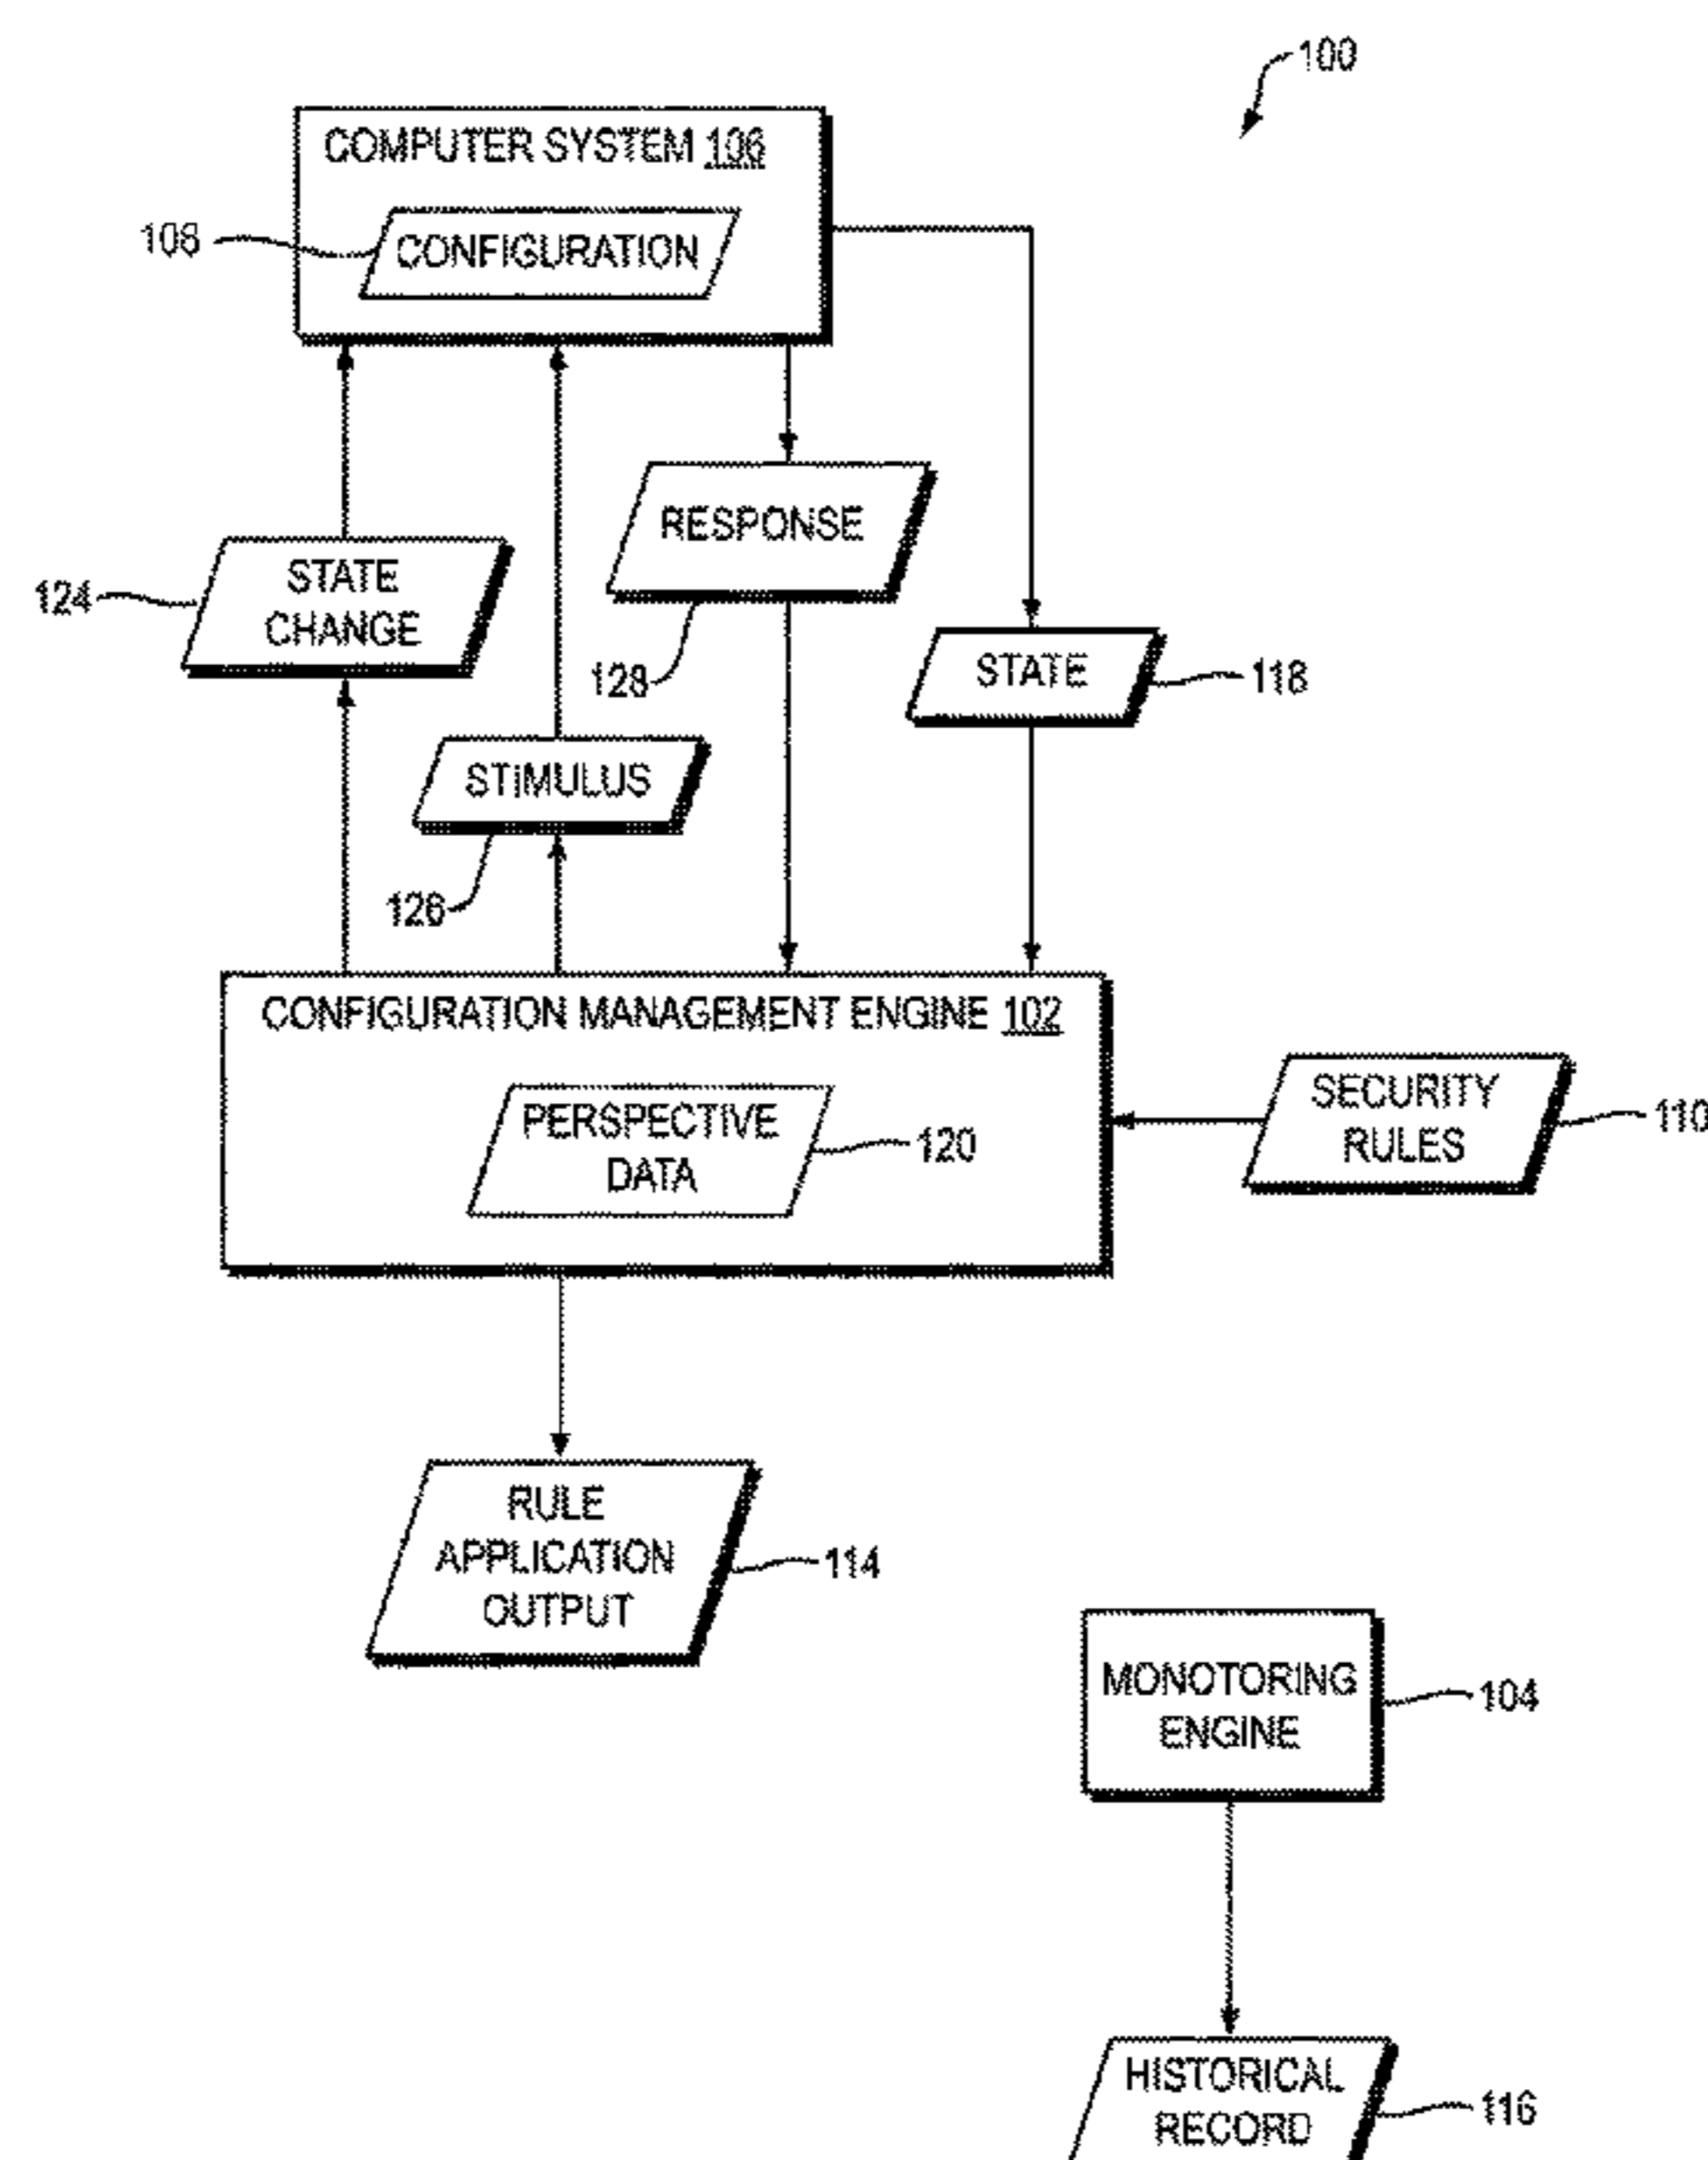 100
COMPUTER SYSTEM 106
108
CONFIGURATION
RESPONSE
STATE
CHANGE
124
128
STATE
118
STIMULUS
126
CONFIGURATION MANAGEMENT ENGINE 102
PERSPECTIVE
DATA
120
SECURITY
RULES
110
RULE
APPLICATION
OUTPUT
114
MONOTORING
ENGINE
104
HISTORICAL
RECORD
116